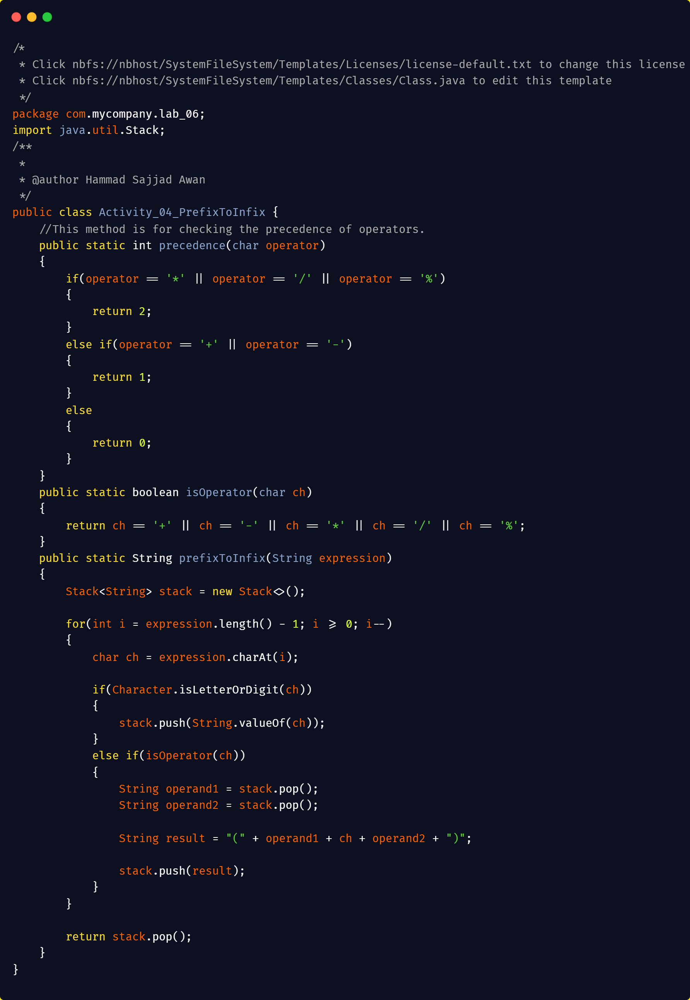 /*
 * Click nbfs://nbhost/SystemFileSystem/Templates/Licenses/license-default.txt to change this license
 * Click nbfs://nbhost/SystemFileSystem/Templates/Classes/Class.java to edit this template
 */
package com.mycompany.lab_06;
import java.util.Stack;
/**
 *
 * @author Hammad Sajjad Awan
 */
public class Activity_04_PrefixToInfix {
    //This method is for checking the precedence of operators.
    public static int precedence(char operator)
    {
        if(operator == '*' || operator == '/' || operator == '%')
        {
            return 2;
        }
        else if(operator == '+' || operator == '-')
        {
            return 1;
        }
        else
        {
            return 0;
        }
    }
    public static boolean isOperator(char ch)
    {
        return ch == '+' || ch == '-' || ch == '*' || ch == '/' || ch == '%';
    }
    public static String prefixToInfix(String expression)
    {
        Stack<String> stack = new Stack<>();

        for(int i = expression.length() - 1; i >= 0; i--)
        {
            char ch = expression.charAt(i);

            if(Character.isLetterOrDigit(ch))
            {
                stack.push(String.valueOf(ch));
            }
            else if(isOperator(ch))
            {
                String operand1 = stack.pop();
                String operand2 = stack.pop();

                String result = "(" + operand1 + ch + operand2 + ")";

                stack.push(result);
            }
        }

        return stack.pop();
    }
}